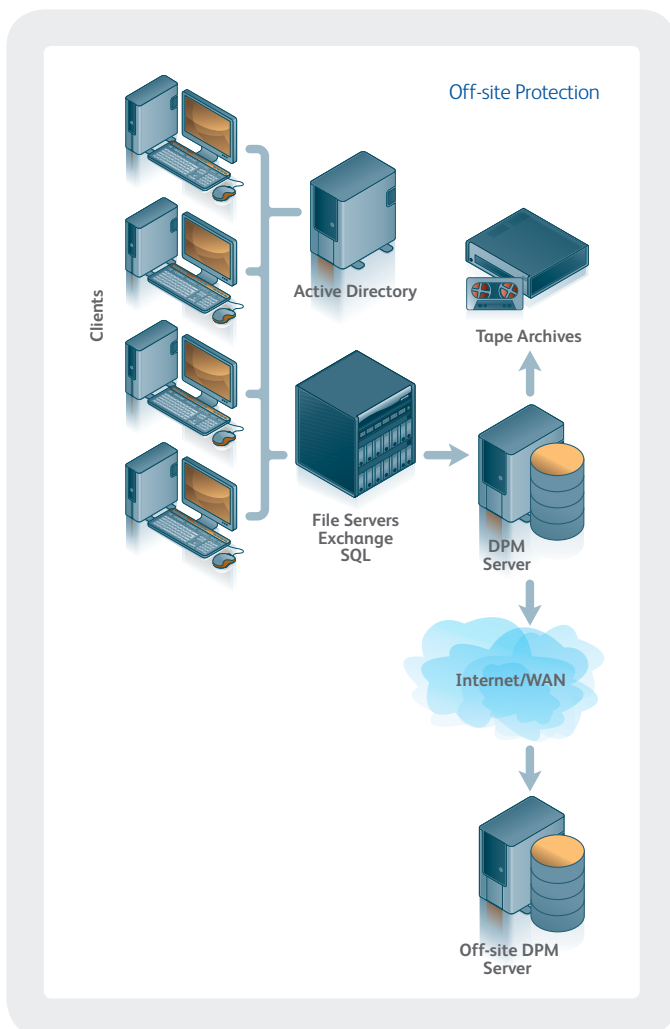 Off-site Protection
Clients
Active Directory
Tape Archives
File Servers
Exchange
SQL
DPM
Server
Internet/WAN
Off-site DPM
Server